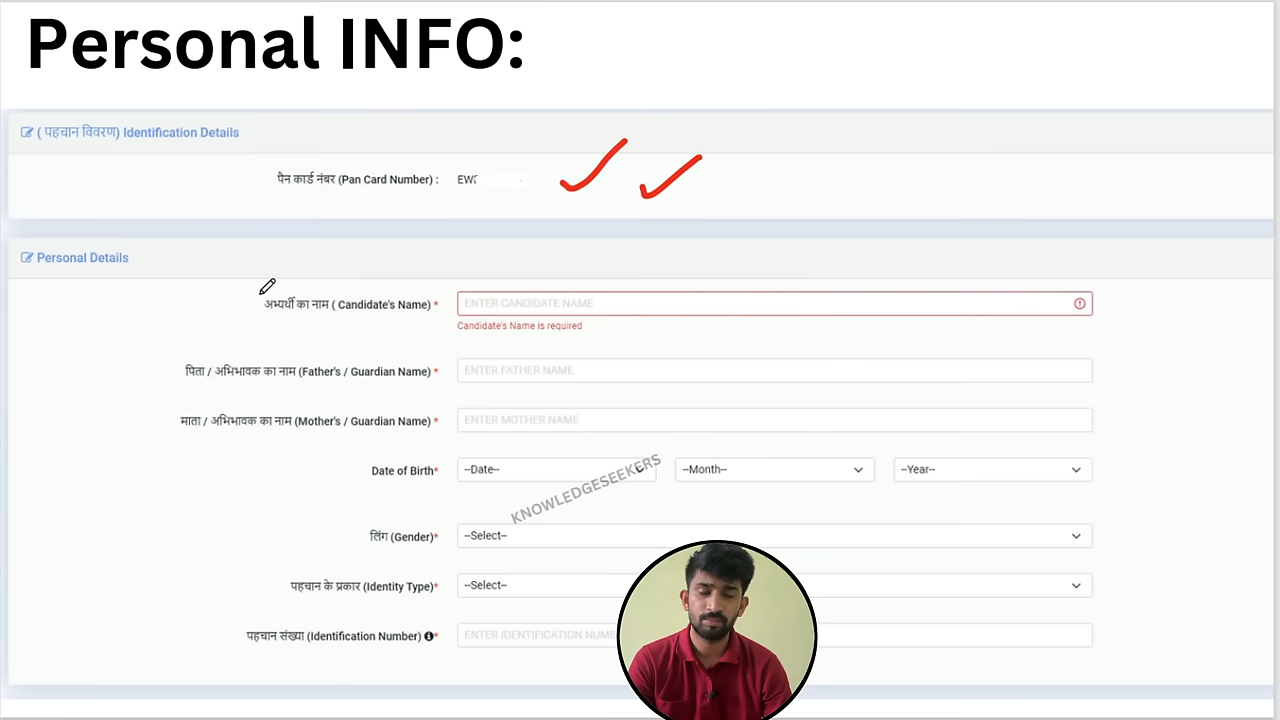 Personal INFO:
( पहचान विवरण) Identification Details
पैन कार्ड नंबर (Pan Card Number) :
Personal Details
अभ्यर्थी का नाम ( Candidate's Name) * ENTER CANDIDATE NAME
Candidate's Name is required
पिता / अभिभावक का नाम (Father's / Guardian Name) * ENTER FATHER NAME
माता / अभिभावक का नाम (Mother's / Guardian Name) * ENTER MOTHER NAME
Date of Birth* --Date-- --Month-- --Year--
KNOWLEDGESEEKERS
लिंग (Gender)* --Select--
पहचान के प्रकार (Identity Type)* --Select--
पहचान संख्या (Identification Number) * ENTER IDENTIFICATION